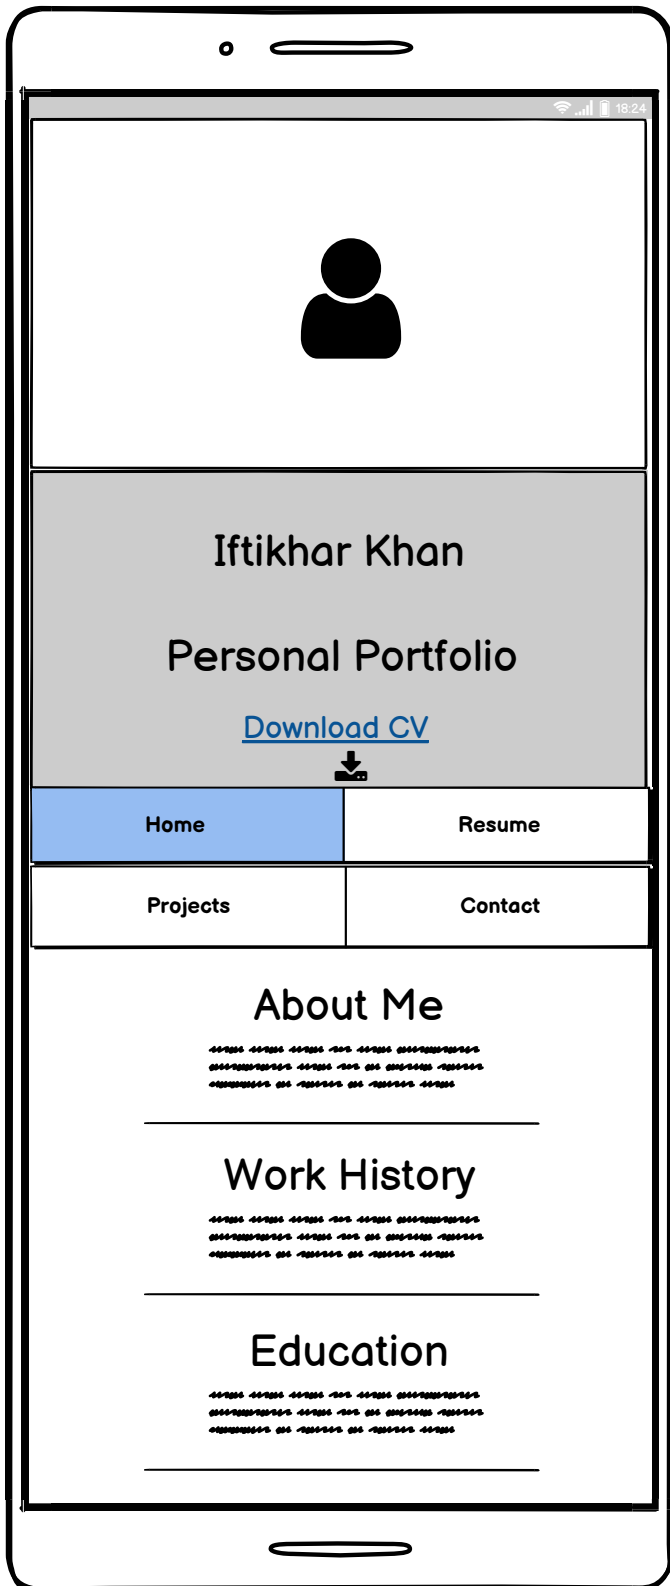 18:24
Iftikhar Khan
Personal Portfolio
Download CV
Home
Resume
Projects
Contact
About Me
Work History
Education